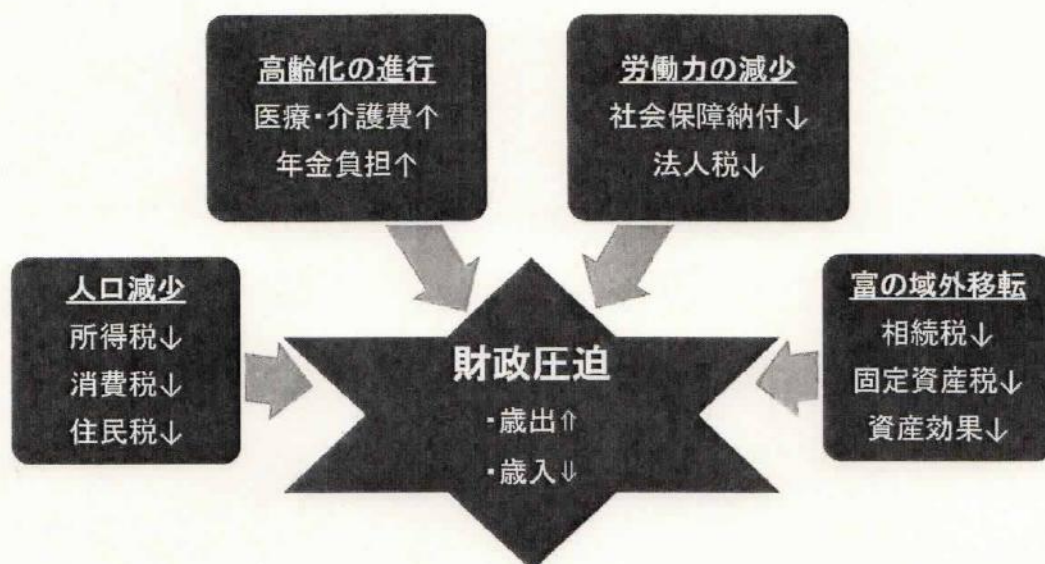 高齢化の進行
医療・介護費↑
年金負担↑
労働力の減少
社会保障納付↓
法人税↓
人口減少
所得税↓
消費税↓
住民税↓
財政圧迫
・歳出⇑
・歳入⇓
富の域外移転
相続税↓
固定資産税↓
資産効果↓